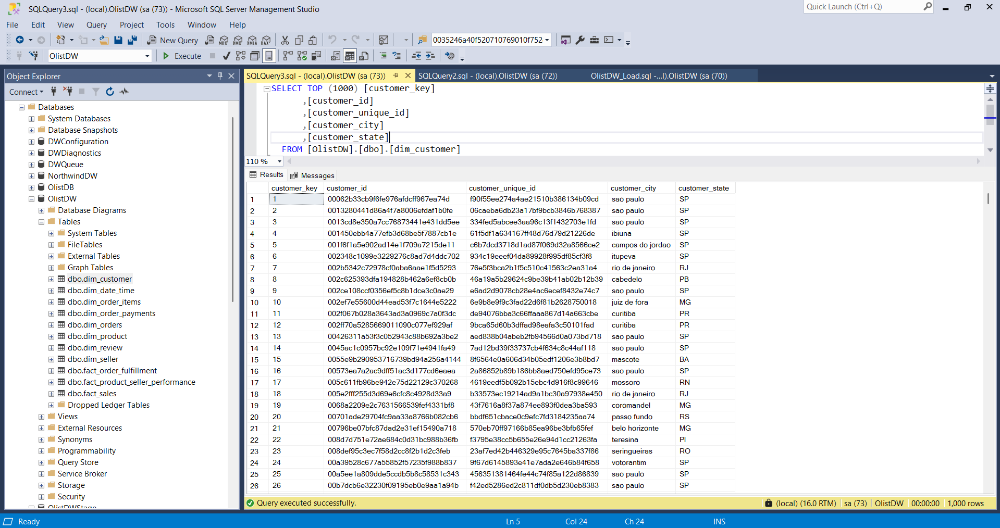 SQLQuery3.sql - (local).OlistDW (sa (73)) - Microsoft SQL Server Management Studio
Quick Launch (Ctrl+Q)
File Edit View Query Project Tools Window Help
New Query MDX DMX XMLA DAX 0035246a40f520710769010f752
OlistDW Execute
Object Explorer
Connect
Databases
System Databases
Database Snapshots
DWConfiguration
DWDiagnostics
DWQueue
NorthwindDW
OlistDB
OlistDW
Database Diagrams
Tables
System Tables
FileTables
External Tables
Graph Tables
dbo.dim_customer
dbo.dim_date_time
dbo.dim_order_items
dbo.dim_order_payments
dbo.dim_orders
dbo.dim_product
dbo.dim_review
dbo.dim_seller
dbo.fact_order_fulfillment
dbo.fact_product_seller_performance
dbo.fact_sales
Dropped Ledger Tables
Views
External Resources
Synonyms
Programmability
Query Store
Service Broker
Storage
Security
OlistDWStage
SQLQuery3.sql - (local).OlistDW (sa (73)) SQLQuery2.sql - (local).OlistDW (sa (72)) OlistDW_Load.sql -...l).OlistDW (sa (70))
SELECT TOP (1000) [customer_key]
,[customer_id]
,[customer_unique_id]
,[customer_city]
,[customer_state]
FROM [OlistDW].[dbo].[dim_customer]
110 %
Results Messages
customer_key customer_id customer_unique_id customer_city customer_state
1 1 00062b33cb9f6fe976afdcff967ea74d f90f55ee274a4ae21510b386134b09cd sao paulo SP
2 2 0013280441d86a4f7a8006efdaf1b0fe 06caeba6db23a17bf9bcb3846b768387 sao paulo SP
3 3 0013cd8e350a7cc76873441e431dd5ee 334fed5abcee3aa96c13f1432703e1fd sao paulo SP
4 4 001450ebb4a77efb3d68be5f7887cb1e 61f5df1a634167ff48d76d79d21226de ibiuna SP
5 5 001f6f1a5e902ad14e1f709a7215de11 c6b7dcd3718d1ad87f069d32a8566ce2 campos do jordao SP
6 6 002348c1099e3229276c8ad7d4ddc702 934c19eeef04da89928f995df85cf3f8 itupeva SP
7 7 002b5342c72978cf0aba6aae1f5d5293 76e5f3bca2b1f5c510c41563c2ea31a4 rio de janeiro RJ
8 8 002c625393dfa194828b462a6ef8cb0b 46a19a5b29624c9be39b41ab02b12b39 cabedelo PB
9 9 002ce108ccf0356ef5c8b1dce3c0ae29 e6ad2d9078cb28e4ac6ecef8432e74c7 sao paulo SP
10 10 002ef7e55600d44ead53f7c1644e5222 6e9b8e9f9c3fad22d6f81b2628750018 juiz de fora MG
11 11 002f067b028a3643ad3a0969c7a0f3dc de94076bba3c66ffaaa867d14a663cbe curitiba PR
12 12 002ff70a5285669011090c077ef929af 9bca65d60b3dffad98eafa3c50101fad curitiba PR
13 13 00426311a53f3c052943c88b692a3be2 aed838b04abeb2fb94566d0a073bd718 sao paulo SP
14 14 0045ac1c0957bc92e109f71e4941fa49 7ad12bd39f33737cb4f634c8c44af118 sao paulo SP
15 15 0055e9b290953716739bd94a256a4144 8f6564e0a606d34b05edf1206e3b8bd7 mascote BA
16 16 00573ea7a2ac9dff51ac3d177cd6eaea 2a86852b89b186bb8aed750efd95ce73 sao paulo SP
17 17 005c611fb96be942e75d22129c370268 4619eedf5b092b15ebc4d916f8c99646 mossoro RN
18 18 005e2fff255d3d69e6cfc8c4928d33a9 b33573ec19214ad9a1bc30a97938e450 rio de janeiro RJ
19 19 0068a2209e2c7631566539fef4331bf8 43f7616a8f37a874ee893f0dea3ba593 coromandel MG
20 20 00701ade29704fc9aa33a8766b082cb6 bbdf651cbace0c9efc7fd3184235aa74 passo fundo RS
21 21 00796be07bfc87dad2e31ef15490a718 570eb70ff97166b85ea96be3bfb65fef belo horizonte MG
22 22 008d7d751e72ae684c0d31bc988b36fb f3795e38cc5b655e26e94d1cc21263fa teresina PI
23 23 008def95c3ec7f58d2cc8f2b1d2c3feb 23af7ed42b446329e95c7645ba337f86 seringueiras RO
24 24 00a39528c677a55852f57235f988b837 9f67d6145893e41e7ada2e646b84f658 votorantim SP
25 25 00a5ee1a809dde5ccdb5b8c58531c343 456351381464fe44c74f85a122d86839 sao paulo SP
26 26 00b7dcb6e32230f09195eb0e9aa1a94b f42ed5286ed2c811df0db5d230eb8383 sao paulo SP
Query executed successfully. (local) (16.0 RTM) sa (73) OlistDW 00:00:00 1,000 rows
Ready Ln 5 Col 24 Ch 24 INS